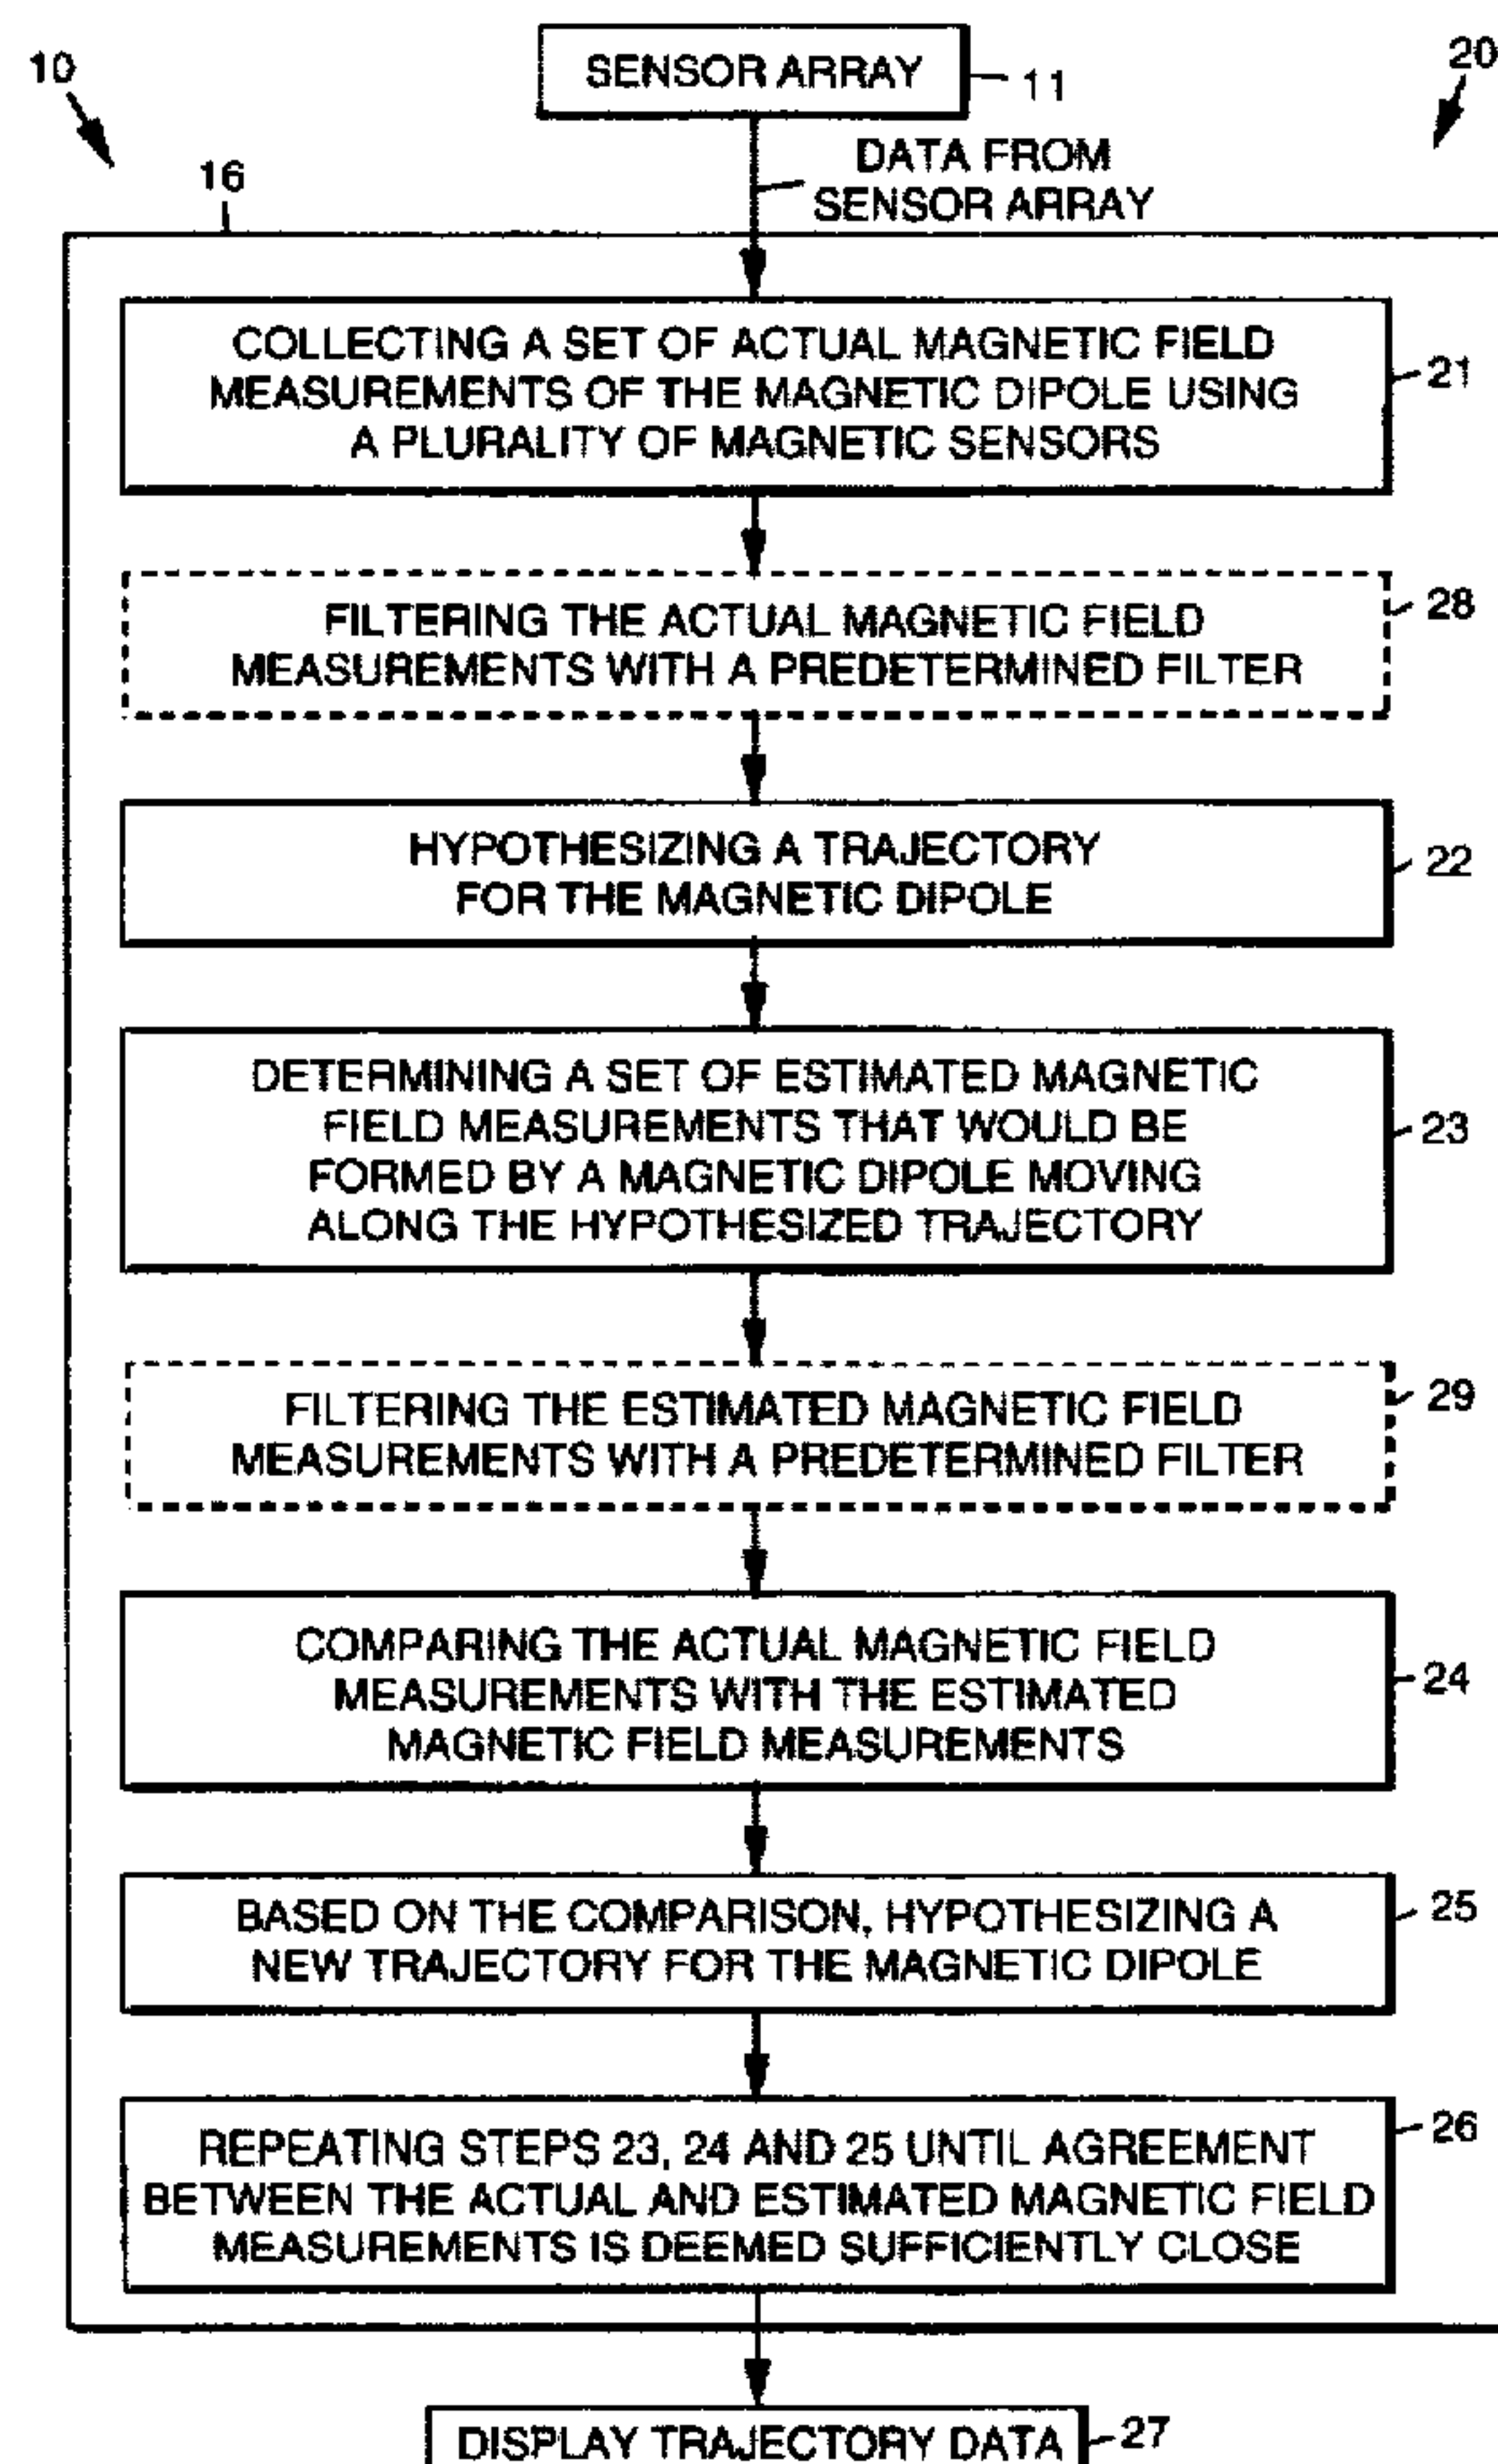 10
SENSOR ARRAY
11
20
16
DATA FROM
SENSOR ARRAY
COLLECTING A SET OF ACTUAL MAGNETIC FIELD
MEASUREMENTS OF THE MAGNETIC DIPOLE USING
A PLURALITY OF MAGNETIC SENSORS
21
FILTERING THE ACTUAL MAGNETIC FIELD
MEASUREMENTS WITH A PREDETERMINED FILTER
28
HYPOTHESIZING A TRAJECTORY
FOR THE MAGNETIC DIPOLE
22
DETERMINING A SET OF ESTIMATED MAGNETIC
FIELD MEASUREMENTS THAT WOULD BE
FORMED BY A MAGNETIC DIPOLE MOVING
ALONG THE HYPOTHESIZED TRAJECTORY
23
FILTERING THE ESTIMATED MAGNETIC FIELD
MEASUREMENTS WITH A PREDETERMINED FILTER
29
COMPARING THE ACTUAL MAGNETIC FIELD
MEASUREMENTS WITH THE ESTIMATED
MAGNETIC FIELD MEASUREMENTS
24
BASED ON THE COMPARISON, HYPOTHESIZING A
NEW TRAJECTORY FOR THE MAGNETIC DIPOLE
25
REPEATING STEPS 23, 24 AND 25 UNTIL AGREEMENT
BETWEEN THE ACTUAL AND ESTIMATED MAGNETIC FIELD
MEASUREMENTS IS DEEMED SUFFICIENTLY CLOSE
26
DISPLAY TRAJECTORY DATA
27